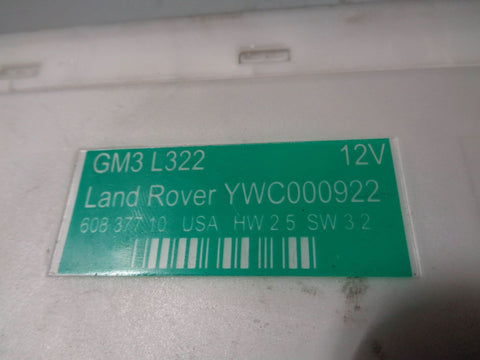 GM3 L322 12V
Land Rover YWC000922
608 377 10 USA HW 2.5 SW 3.2